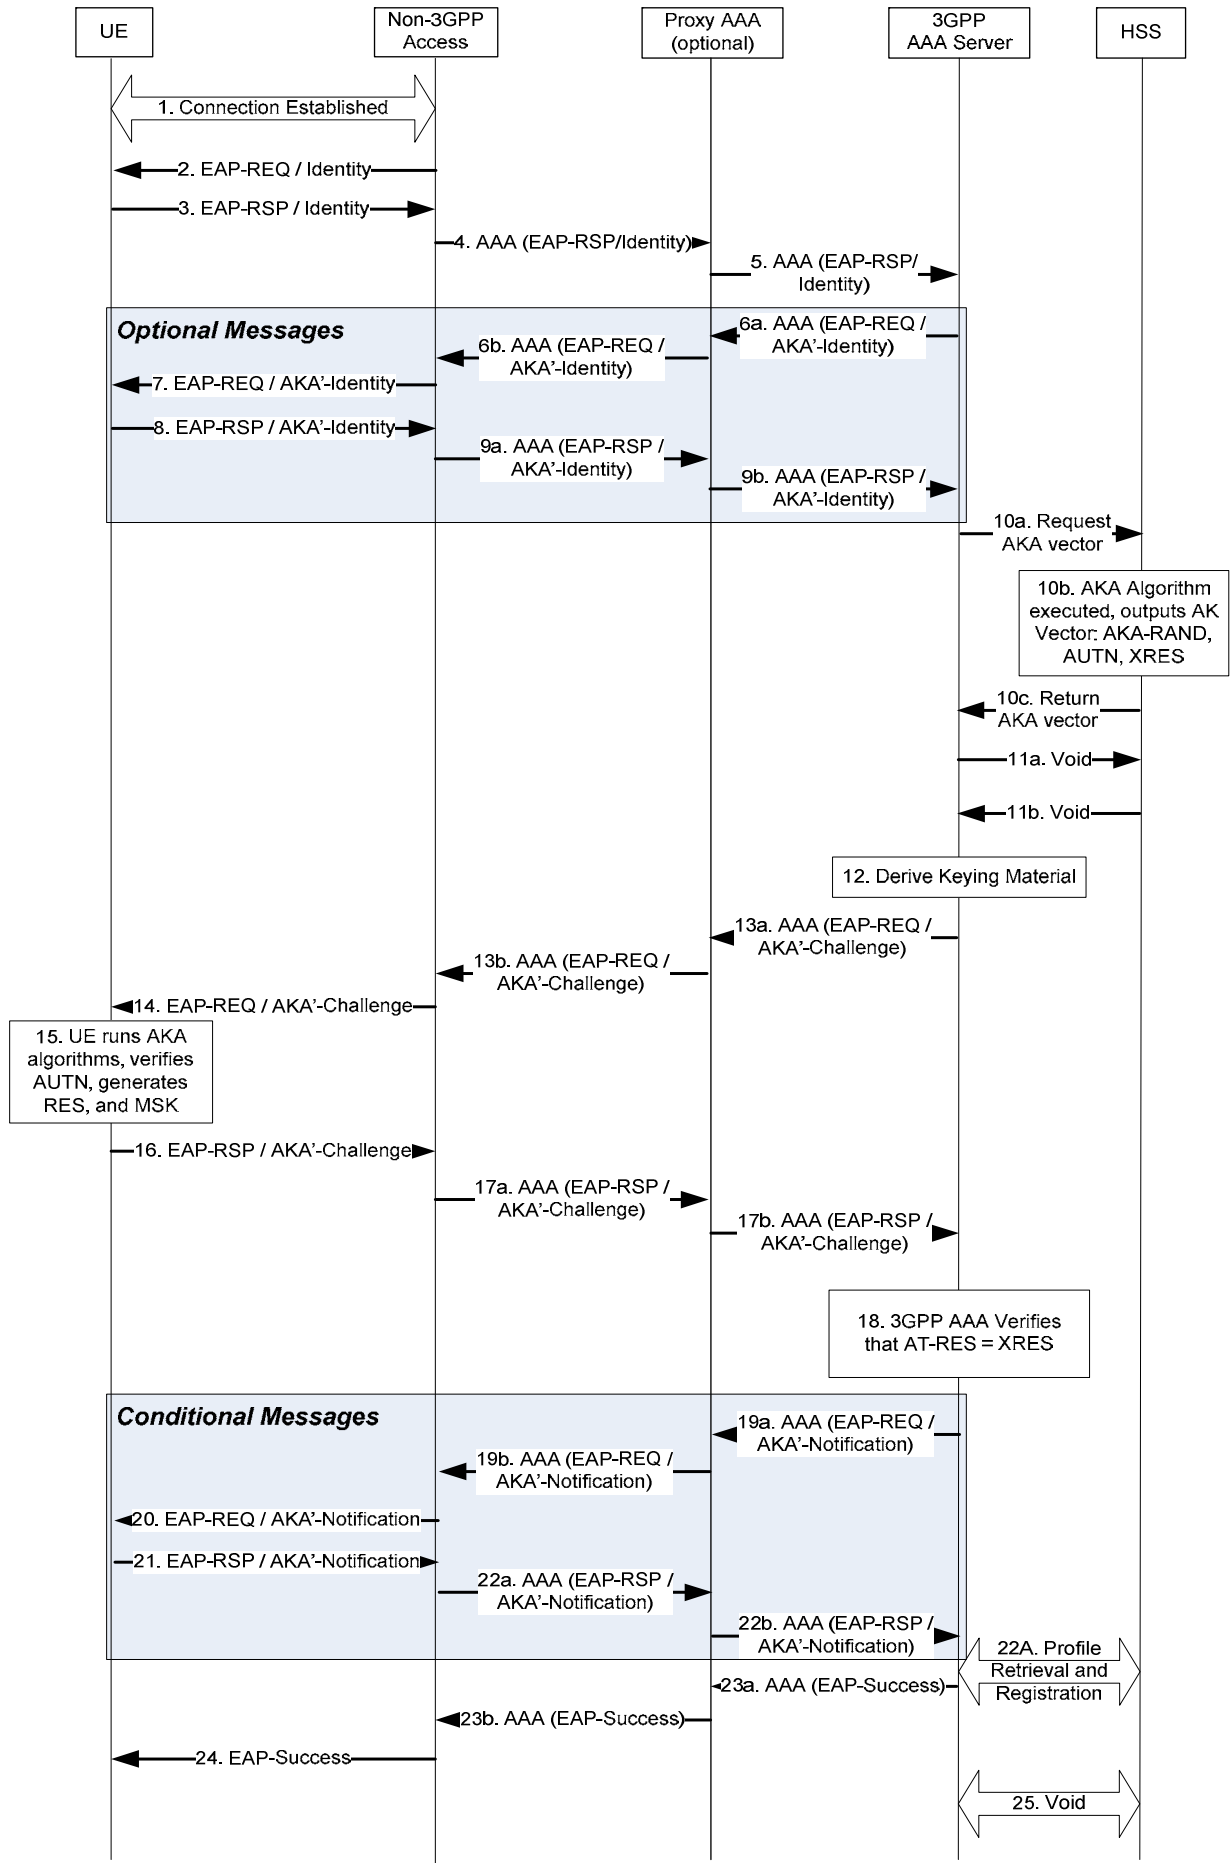 UE
Non-3GPP
Access
Proxy AAA
(optional)
3GPP
AAA Server
HSS
1. Connection Established
2. EAP-REQ / Identity
3. EAP-RSP / Identity
4. AAA (EAP-RSP/Identity)
5. AAA (EAP-RSP/
Identity)
Optional Messages
6a. AAA (EAP-REQ /
AKA'-Identity)
6b. AAA (EAP-REQ /
AKA'-Identity)
7. EAP-REQ / AKA'-Identity
8. EAP-RSP / AKA'-Identity
9a. AAA (EAP-RSP /
AKA'-Identity)
9b. AAA (EAP-RSP /
AKA'-Identity)
10a. Request
AKA vector
10b. AKA Algorithm
executed, outputs AK
Vector: AKA-RAND,
AUTN, XRES
10c. Return
AKA vector
11a. Void
11b. Void
12. Derive Keying Material
13a. AAA (EAP-REQ /
AKA'-Challenge)
13b. AAA (EAP-REQ /
AKA'-Challenge)
14. EAP-REQ / AKA'-Challenge
15. UE runs AKA
algorithms, verifies
AUTN, generates
RES, and MSK
16. EAP-RSP / AKA'-Challenge
17a. AAA (EAP-RSP /
AKA'-Challenge)
17b. AAA (EAP-RSP /
AKA'-Challenge)
18. 3GPP AAA Verifies
that AT-RES = XRES
Conditional Messages
19a. AAA (EAP-REQ /
AKA'-Notification)
19b. AAA (EAP-REQ /
AKA'-Notification)
20. EAP-REQ / AKA'-Notification
21. EAP-RSP / AKA'-Notification
22a. AAA (EAP-RSP /
AKA'-Notification)
22b. AAA (EAP-RSP /
AKA'-Notification)
22A. Profile
Retrieval and
Registration
23a. AAA (EAP-Success)
23b. AAA (EAP-Success)
24. EAP-Success
25. Void